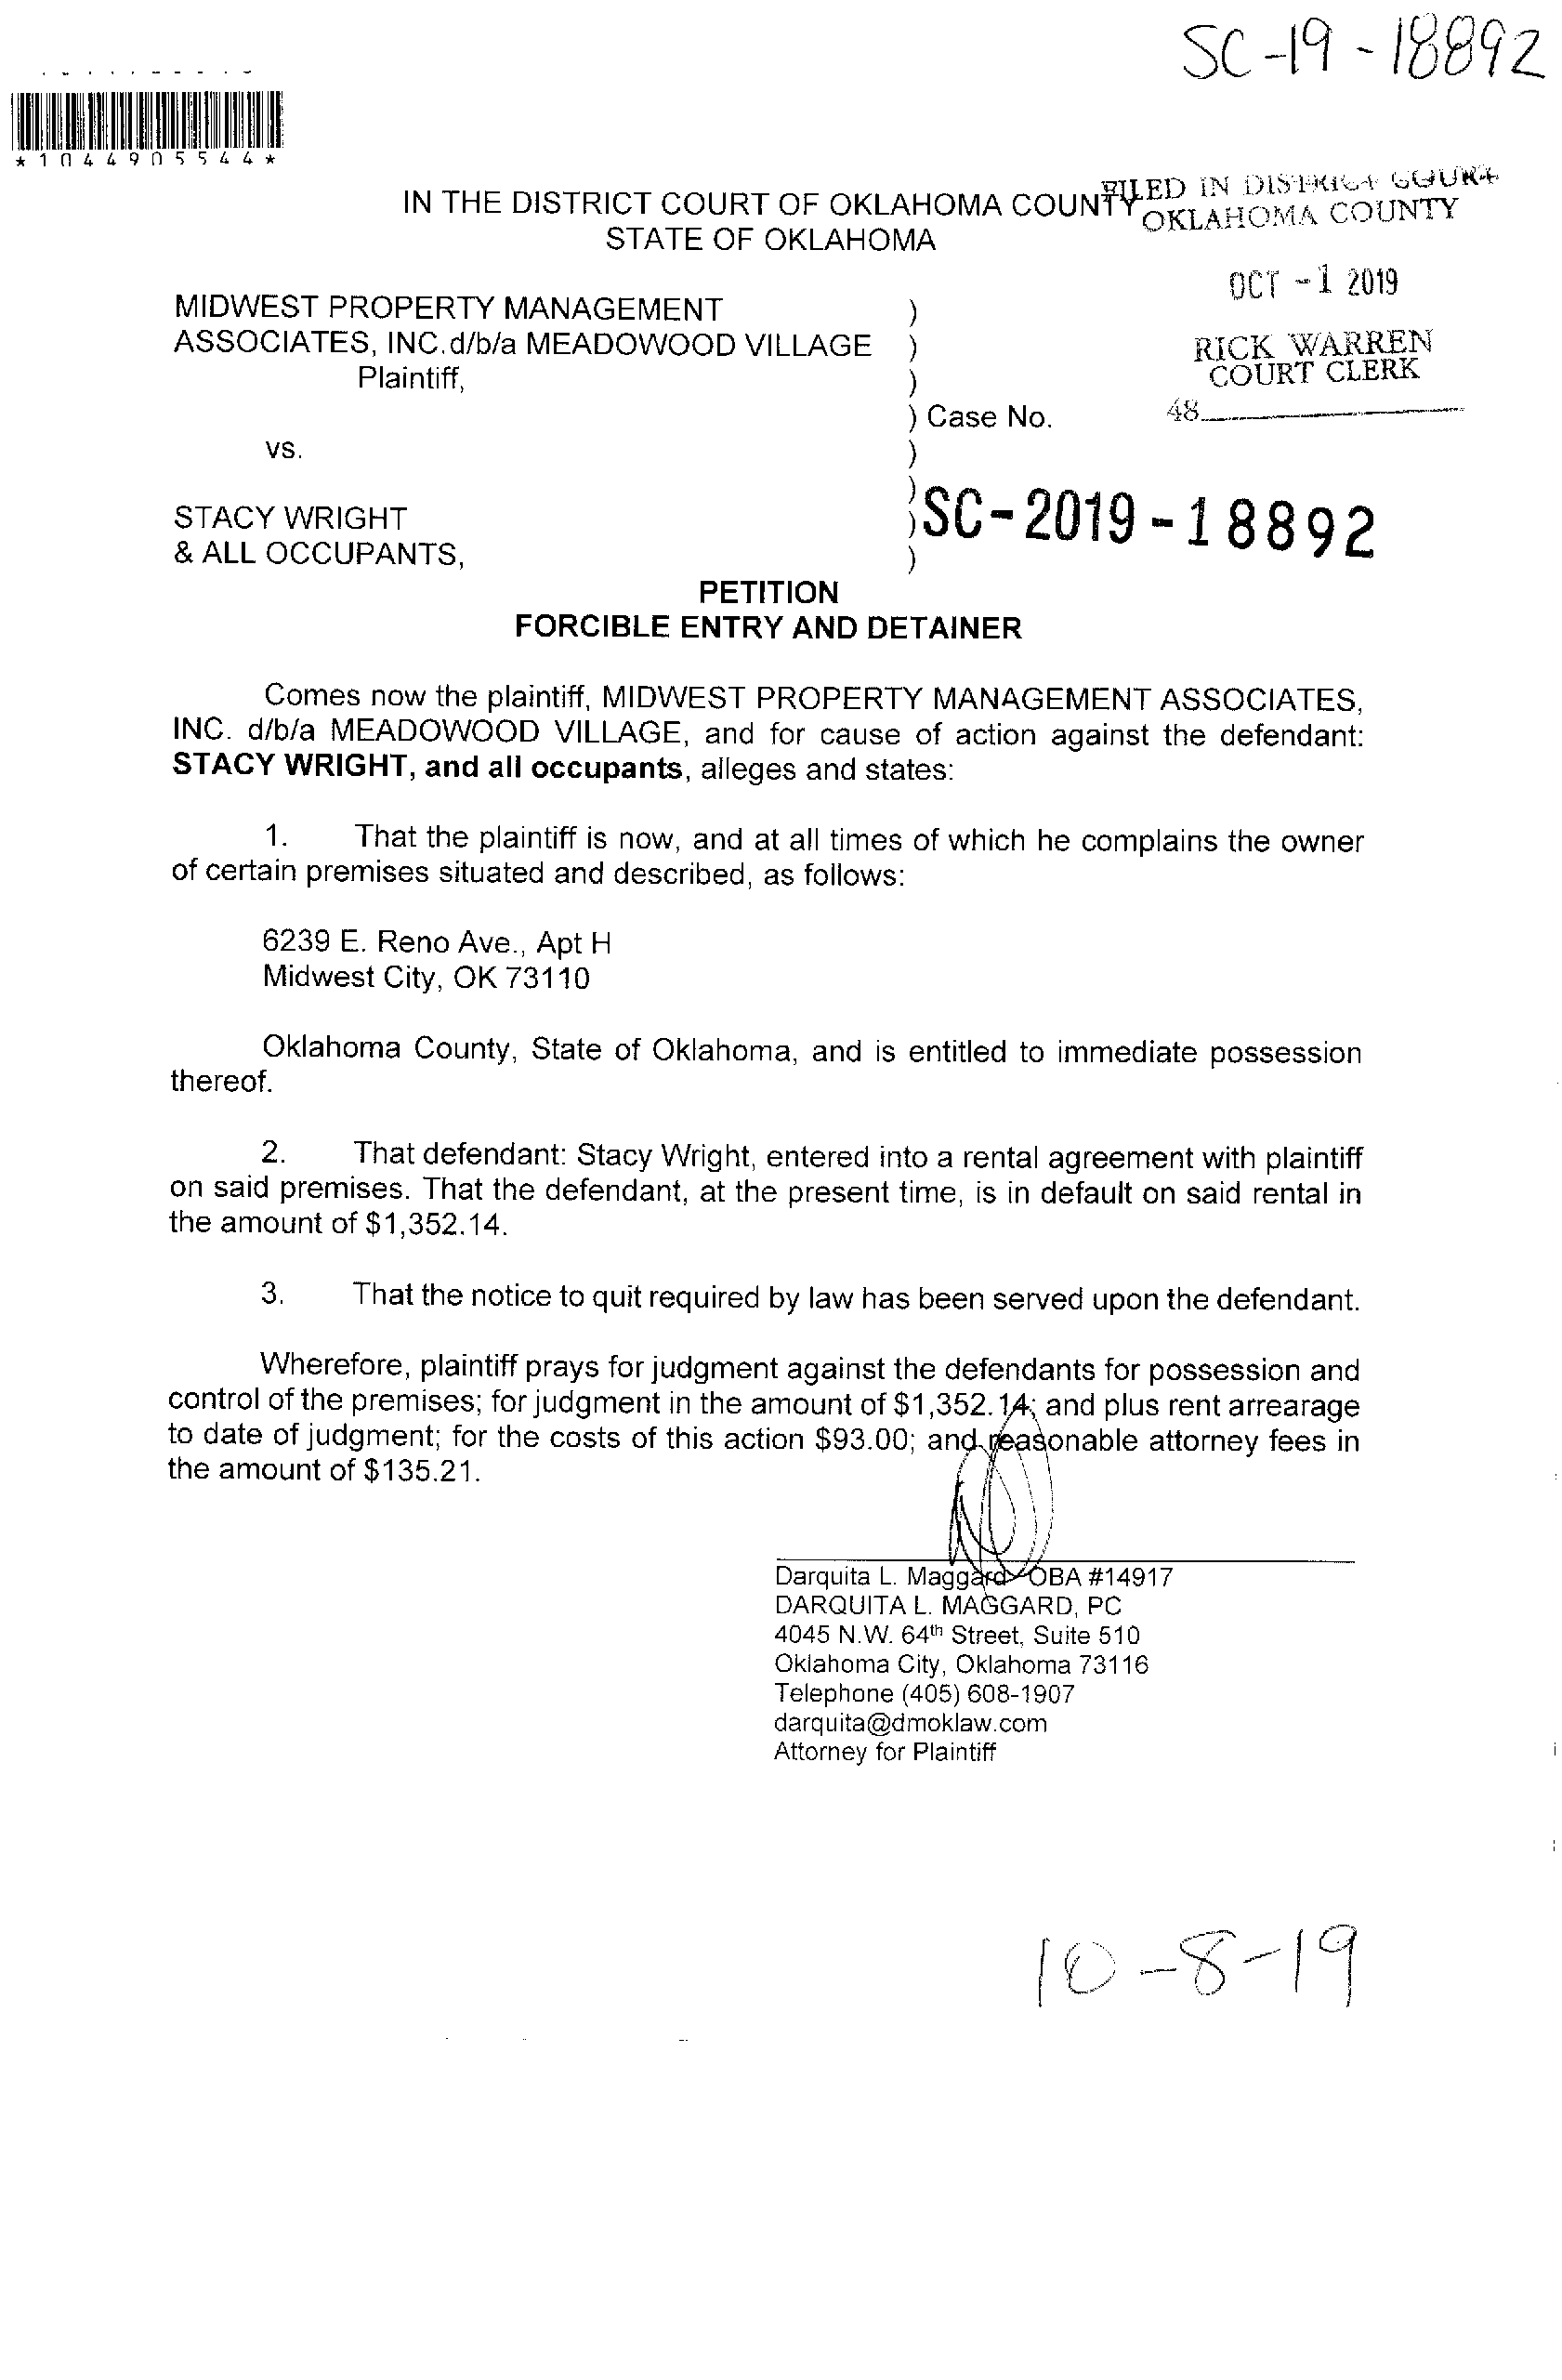 SC-19-18892
*1044905544*
FILED IN DISTRICT COURT
IN THE DISTRICT COURT OF OKLAHOMA COUNTY
OKLAHOMA COUNTY
STATE OF OKLAHOMA
OCT -1 2019
MIDWEST PROPERTY MANAGEMENT )
ASSOCIATES, INC.d/b/a MEADOWOOD VILLAGE )
RICK WARREN
Plaintiff, )
COURT CLERK
) Case No.
48
vs. )
)
STACY WRIGHT )
SC-2019-18892
& ALL OCCUPANTS, )
PETITION
FORCIBLE ENTRY AND DETAINER
Comes now the plaintiff, MIDWEST PROPERTY MANAGEMENT ASSOCIATES,
INC. d/b/a MEADOWOOD VILLAGE, and for cause of action against the defendant:
STACY WRIGHT, and all occupants, alleges and states:
1. That the plaintiff is now, and at all times of which he complains the owner
of certain premises situated and described, as follows:
6239 E. Reno Ave., Apt H
Midwest City, OK 73110
Oklahoma County, State of Oklahoma, and is entitled to immediate possession
thereof.
2. That defendant: Stacy Wright, entered into a rental agreement with plaintiff
on said premises. That the defendant, at the present time, is in default on said rental in
the amount of $1,352.14.
3. That the notice to quit required by law has been served upon the defendant.
Wherefore, plaintiff prays for judgment against the defendants for possession and
control of the premises; for judgment in the amount of $1,352.14; and plus rent arrearage
to date of judgment; for the costs of this action $93.00; and reasonable attorney fees in
the amount of $135.21.
Darquita L. Maggard OBA #14917
DARQUITA L. MAGGARD, PC
4045 N.W. 64th Street, Suite 510
Oklahoma City, Oklahoma 73116
Telephone (405) 608-1907
darquita@dmoklaw.com
Attorney for Plaintiff
10-8-19